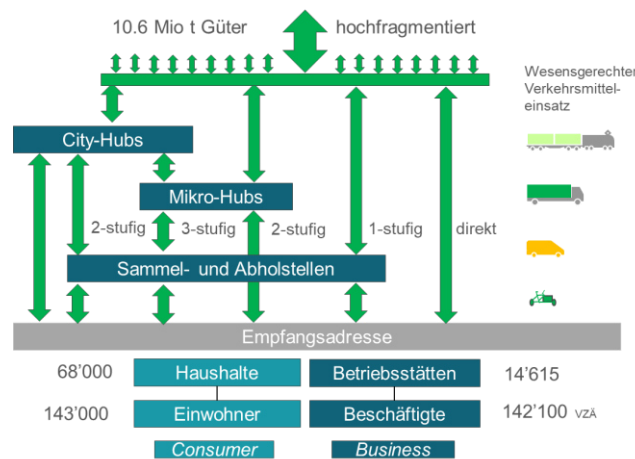 10.6 Mio t Güter
hochfragmentiert
Wesensgerechter
Verkehrsmittel-
einsatz
City-Hubs
Mikro-Hubs
2-stufig
3-stufig
2-stufig
1-stufig
direkt
Sammel- und Abholstellen
Empfangsadresse
68'000
Haushalte
Betriebsstätten
14'615
143'000
Einwohner
Beschäftigte
142'100 VZÄ
Consumer
Business